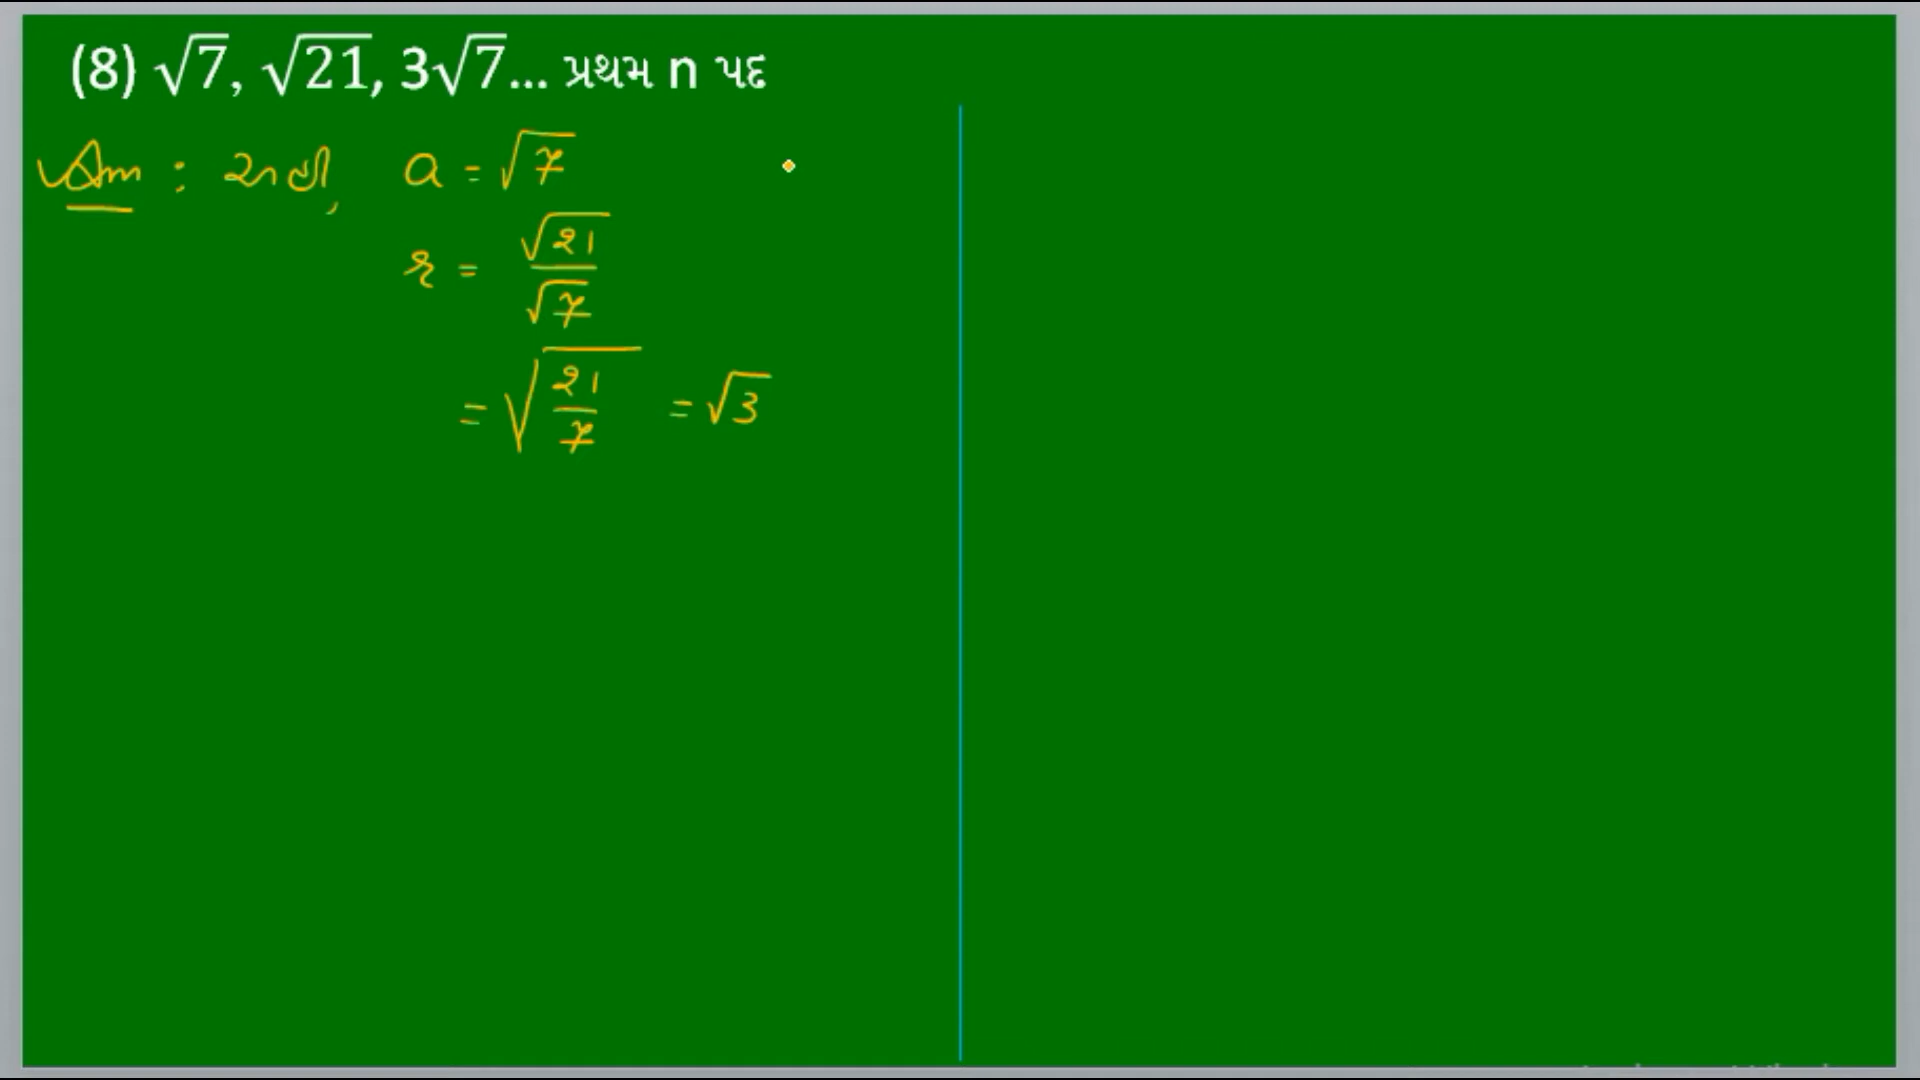 (8) √7, √21, 3√7... પ્રથમ n પદ
Ans : અહીં, a = √7
r = √21/√7
= √(21/7) = √3